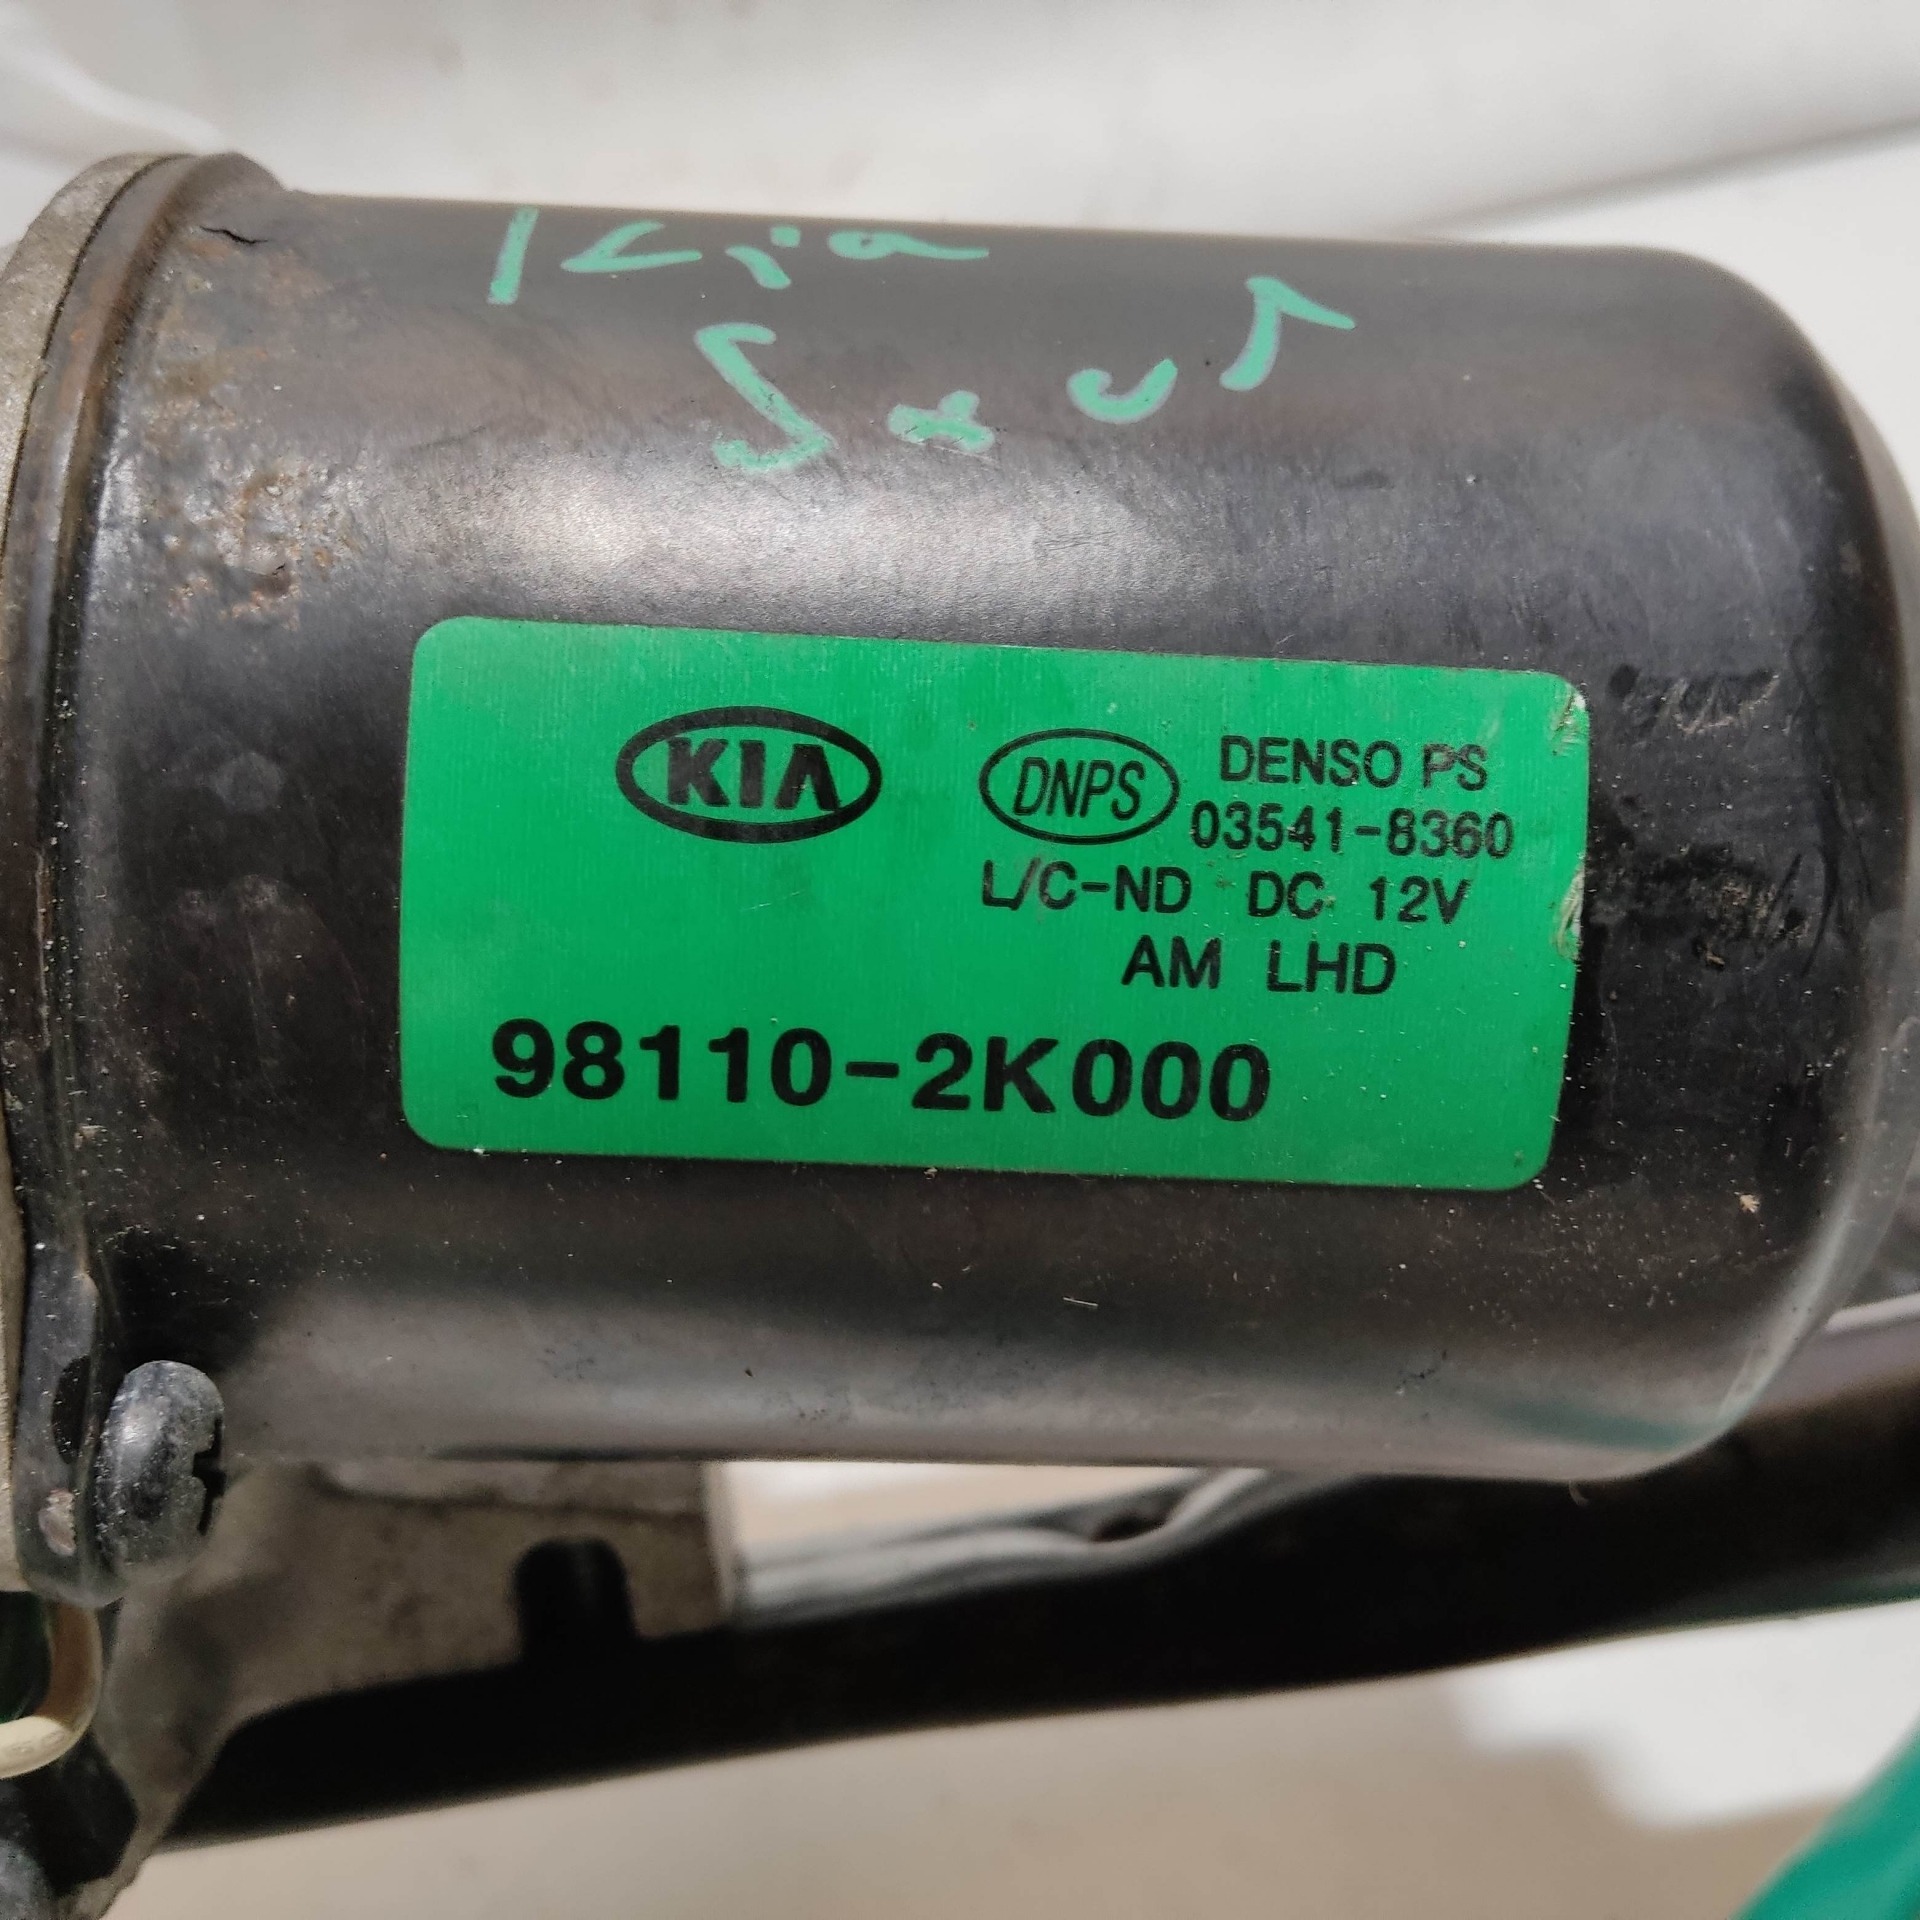 Kia
Soul
KIA
DNPS
DENSO PS
03541-8360
L/C-ND DC 12V
AM LHD
98110-2K000